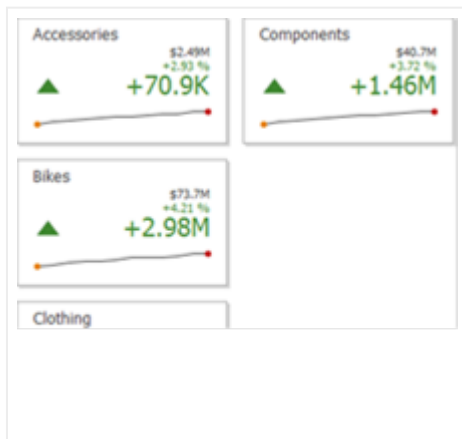 Accessories
$2.49M
+2.93 %
+70.9K
Components
$40.7M
+3.72 %
+1.46M
Bikes
$73.7M
+4.21 %
+2.98M
Clothing